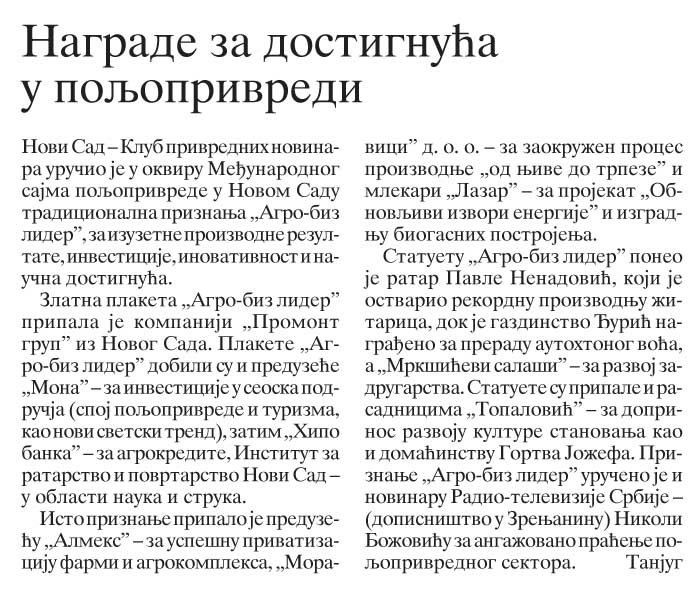 Награде за достигнућа
у пољопривреди
Нови Сад – Клуб привредних новина-
ра уручио је у оквиру Међународног
сајма пољопривреде у Новом Саду
традиционална признања „Агро-биз
лидер”, за изузетне производне резул-
тате, инвестиције, иновативност и на-
учна достигнућа.
Златна плакета „Агро-биз лидер”
припала је компанији „Промонт
груп” из Новог Сада. Плакете „Аг-
ро-биз лидер” добили су и предузеће
„Мона” – за инвестиције у сеоска под-
ручја (спој пољопривреде и туризма,
као нови светски тренд), затим „Хипо
банка” – за агрокредите, Институт за
ратарство и повртарство Нови Сад –
у области наука и струка.
Исто признање припало је предузе-
ћу „Алмекс” – за успешну приватиза-
цију фарми и агрокомплекса, „Мора-
вици” д. о. о. – за заокружен процес
производње „од њиве до трпезе” и
млекари „Лазар” – за пројекат „Об-
новљиви извори енергије” и изград-
њу биогасних постројења.
Статуету „Агро-биз лидер” понео
је ратар Павле Ненадовић, који је
остварио рекордну производњу жи-
тарица, док је газдинство Ђурић на-
грађено за прераду аутохтоног воћа,
а „Мркшићеви салаши” – за развој за-
другарства. Статуете су припале и ра-
садницима „Топаловић” – за допри-
нос развоју културе становања као
и домаћинству Гортва Јожефа. При-
знање „Агро-биз лидер” уручено је и
новинару Радио-телевизије Србије –
(дописништво у Зрењанину) Николи
Божовићу за ангажовано праћење по-
љопривредног сектора. Танјуг